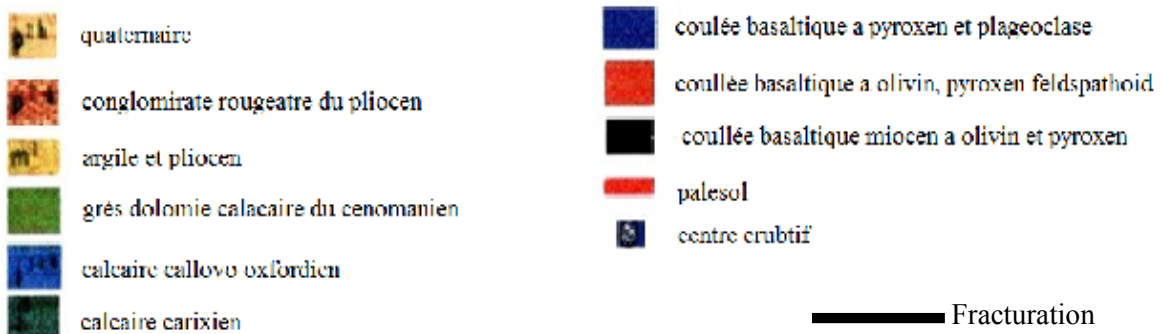 quaternaire
conglomirate rougeatre du pliocen
argile et pliocen
grés dolomie calacaire du cenomanien
calcaire callovo oxfordien
calcaire carixien
coulée basaltique a pyroxen et plageoclase
coullée basaltique a olivin, pyroxen feldspathoid
coullée basaltique miocen a olivin et pyroxen
palesol
centre erubtif
Fracturation